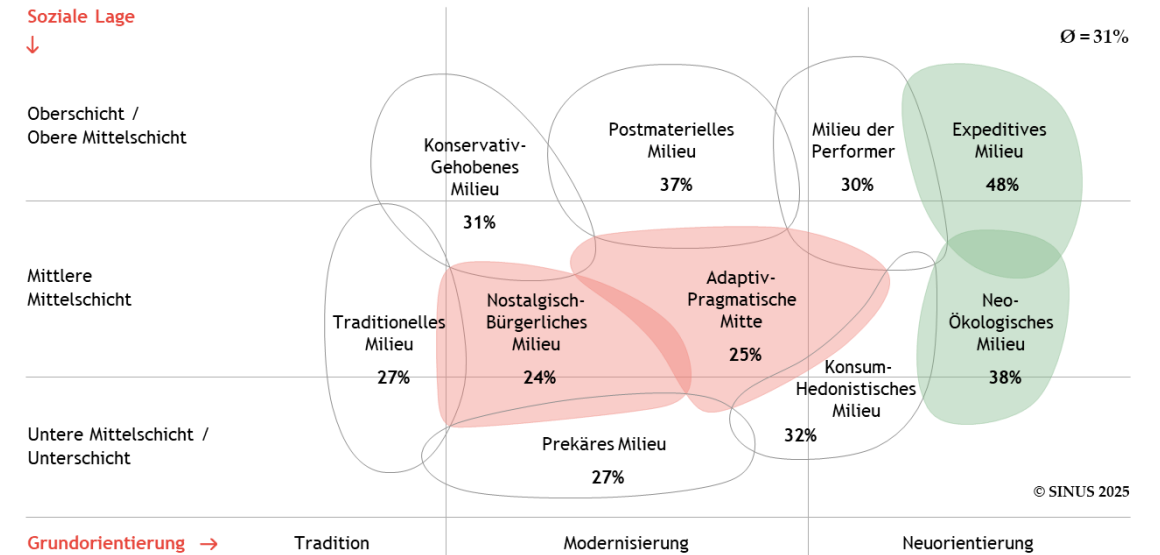 Soziale Lage
↓
Ø = 31%
Oberschicht /
Obere Mittelschicht
Konservativ-
Gehobenes
Milieu
31%
Postmaterielles
Milieu
37%
Milieu der
Performer
30%
Expeditives
Milieu
48%
Mittlere
Mittelschicht
Traditionelles
Milieu
27%
Nostalgisch-
Bürgerliches
Milieu
24%
Adaptiv-
Pragmatische
Mitte
25%
Neo-
Ökologisches
Milieu
38%
Konsum-
Hedonistisches
Milieu
32%
Untere Mittelschicht /
Unterschicht
Prekäres Milieu
27%
© SINUS 2025
Grundorientierung →
Tradition
Modernisierung
Neuorientierung